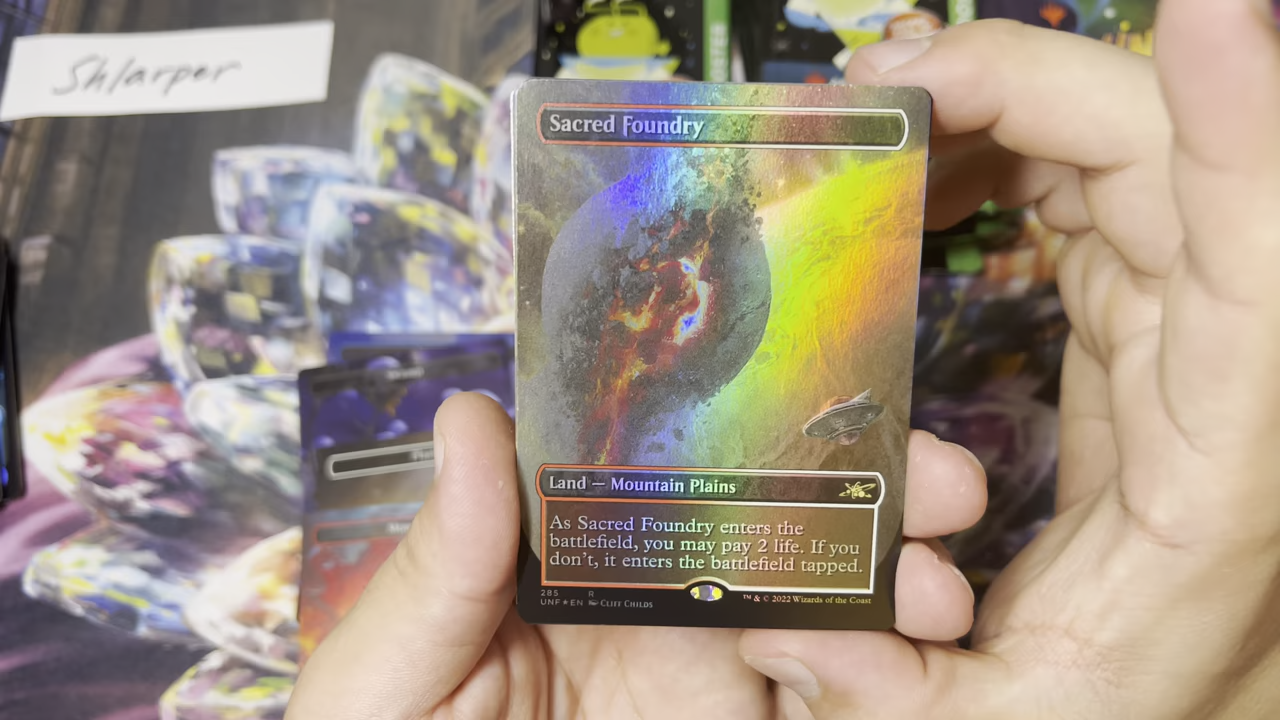 Shlarper
Sacred Foundry
Land — Mountain Plains
As Sacred Foundry enters the
battlefield, you may pay 2 life. If you
don't, it enters the battlefield tapped.
285 R
UNF★EN Cliff Childs
™ & © 2022 Wizards of the Coast